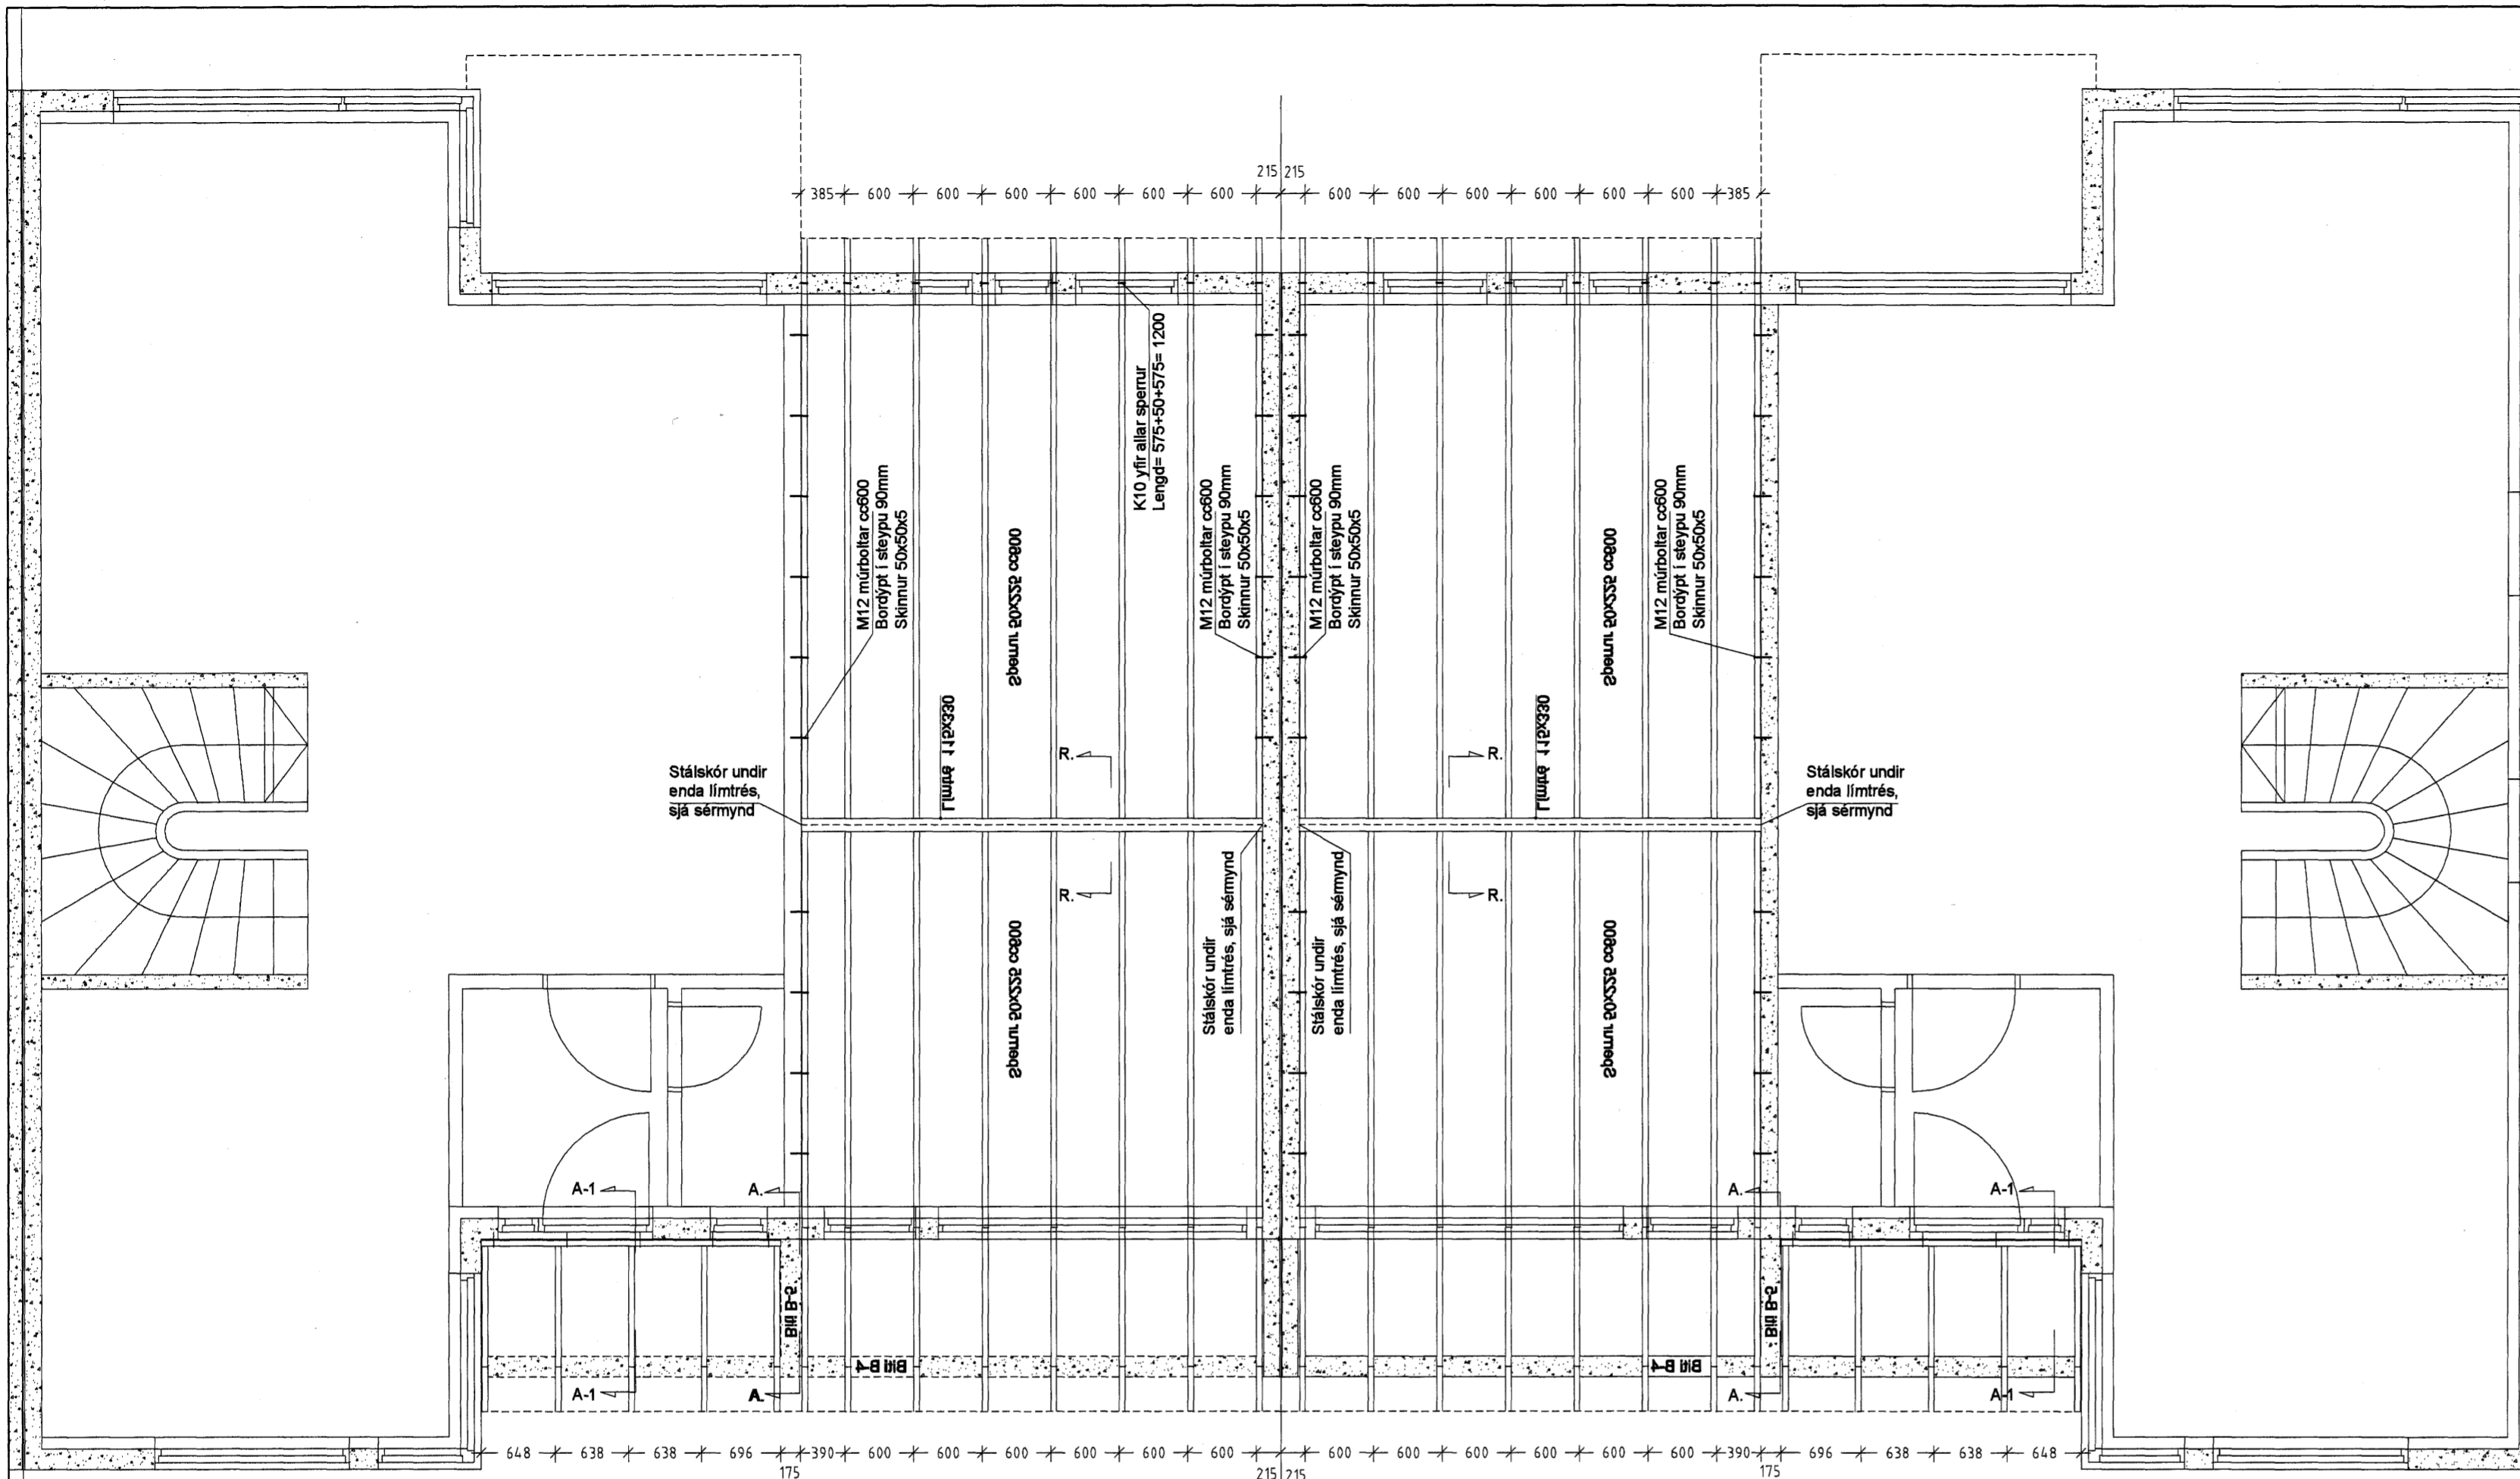 215 215
385 600 600 600 600 600 600 600 600 600 600 600 600 385
K10 yfir allar sperrur
Lengd= 575+50+575= 1200
M12 múrboltar cc600
Bordýpt í steypu 90mm
Skinnur 50x50x5
Sperrur 50x225 cc600
M12 múrboltar cc600
Bordýpt í steypu 90mm
Skinnur 50x50x5
M12 múrboltar cc600
Bordýpt í steypu 90mm
Skinnur 50x50x5
Sperrur 50x225 cc600
M12 múrboltar cc600
Bordýpt í steypu 90mm
Skinnur 50x50x5
Límtré 115x330
Límtré 115x330
R.
R.
Stálskór undir
enda límtrés,
sjá sérmynd
Stálskór undir
enda límtrés,
sjá sérmynd
R.
R.
Stálskór undir
enda límtrés, sjá sérmynd
Stálskór undir
enda límtrés, sjá sérmynd
Sperrur 50x225 cc600
Sperrur 50x225 cc600
A-1
A.
A.
A-1
Biti B-5
Biti B-5
Biti B-4
Biti B-4
A-1
A.
A.
A-1
648 638 638 696 390 600 600 600 600 600 600 600 600 600 600 600 600 390 696 638 638 648
175 215 215 175